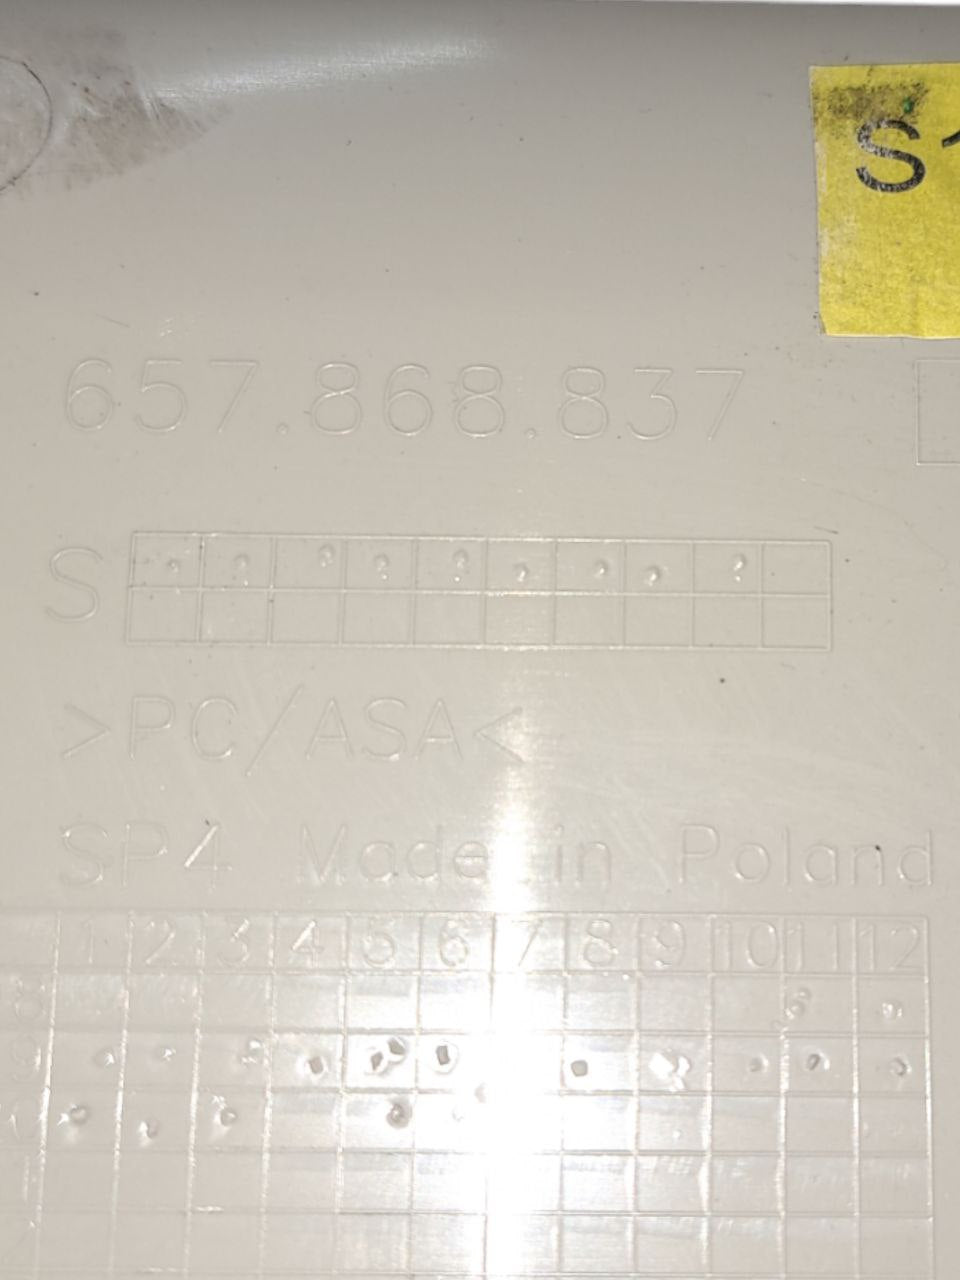 657.868.837
S
>PC/ASA<
SP4 Made in Poland
1 2 3 4 5 6 7 8 9 10 11 12